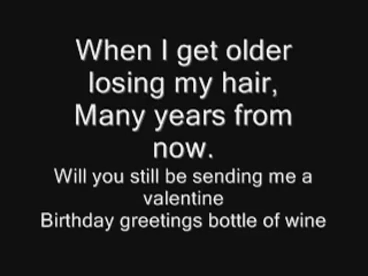 When I get older
losing my hair,
Many years from
now.
Will you still be sending me a
valentine
Birthday greetings bottle of wine